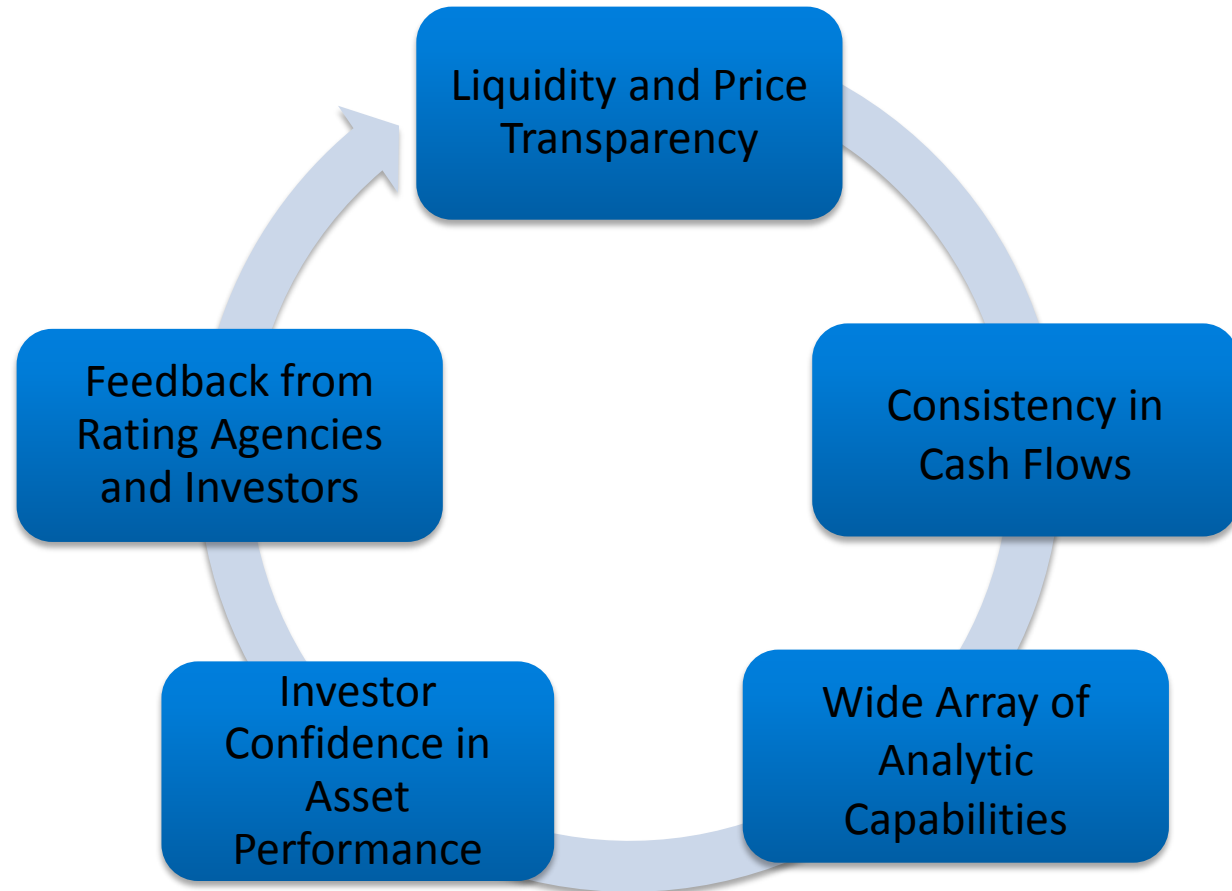 Liquidity and Price
Transparency
Consistency in
Cash Flows
Wide Array of
Analytic
Capabilities
Investor
Confidence in
Asset
Performance
Feedback from
Rating Agencies
and Investors